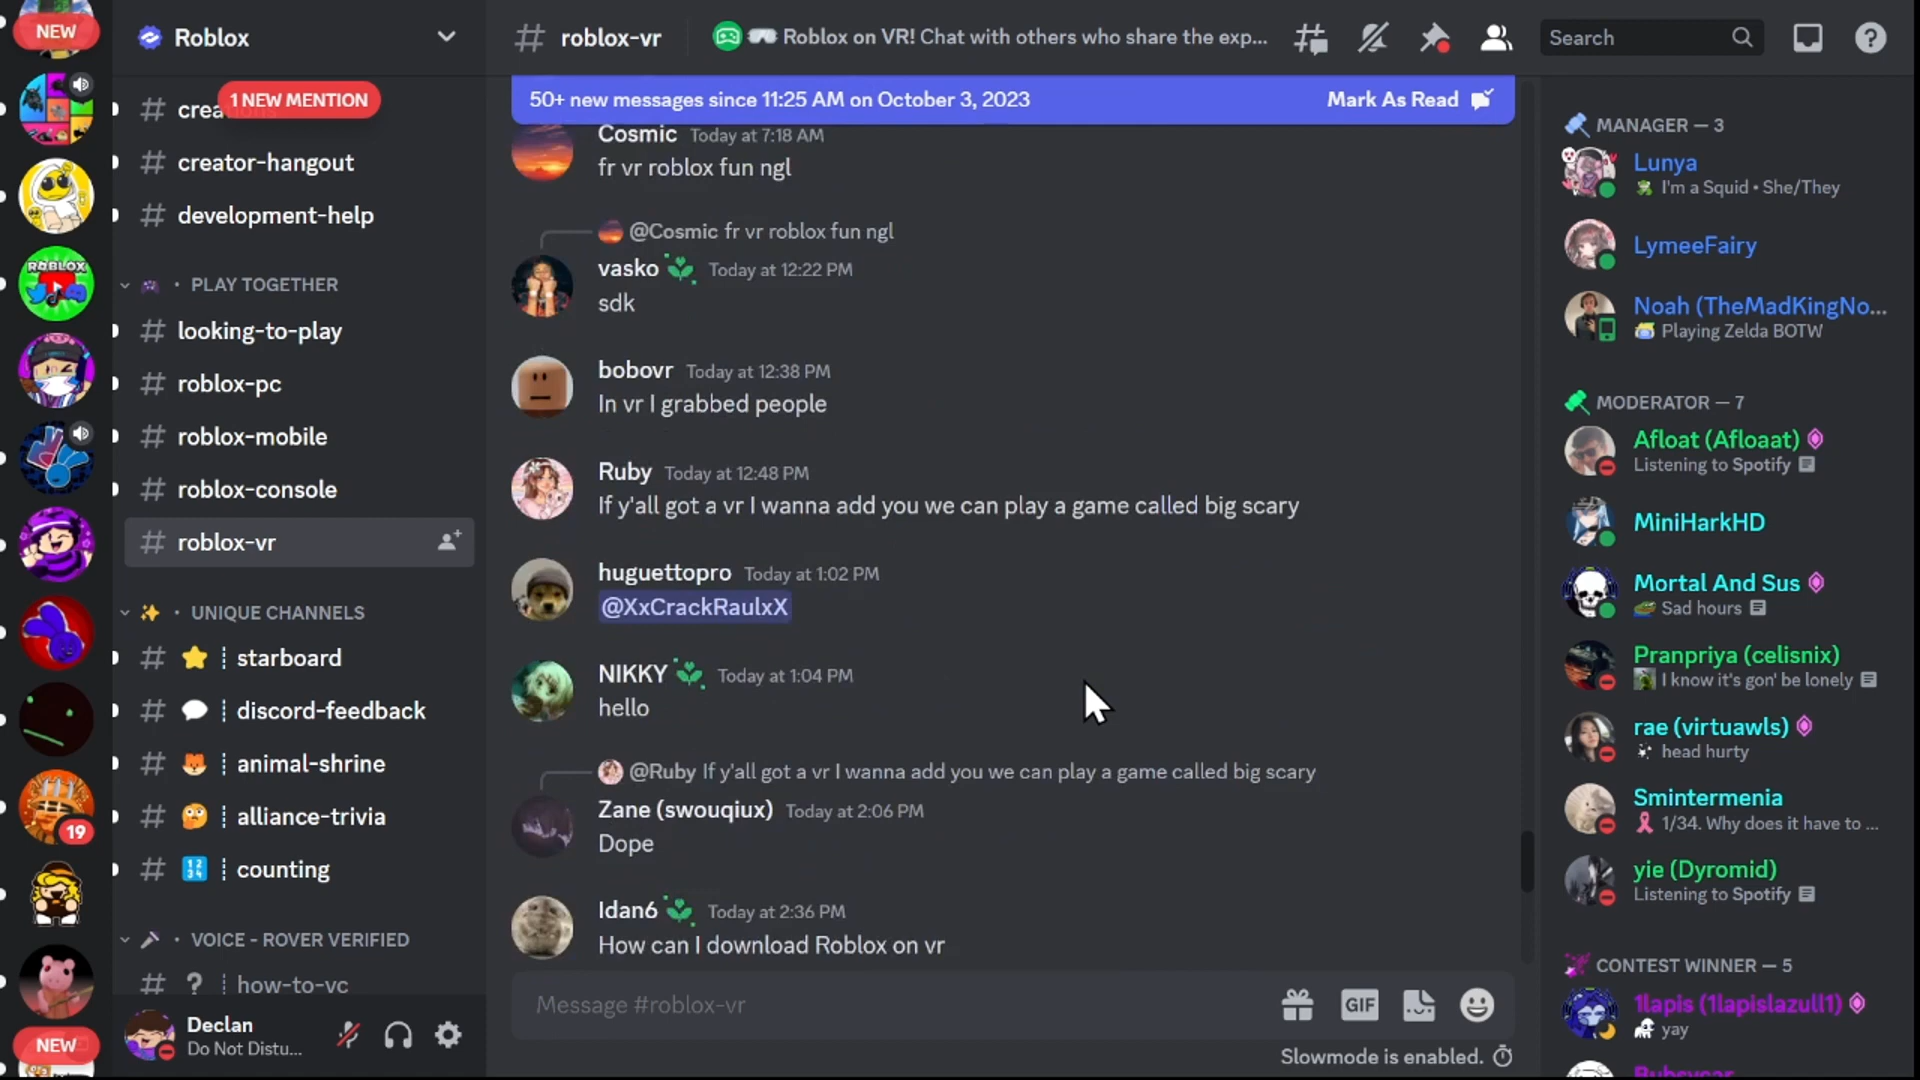 NEW
ROBLOX
19
NEW
Roblox
1 NEW MENTION
creator-hangout
development-help
PLAY TOGETHER
looking-to-play
roblox-pc
roblox-mobile
roblox-console
roblox-vr
UNIQUE CHANNELS
starboard
discord-feedback
animal-shrine
alliance-trivia
counting
VOICE - ROVER VERIFIED
how-to-vc
Declan
Do Not Distu...
roblox-vr
Roblox on VR! Chat with others who share the exp...
Search
50+ new messages since 11:25 AM on October 3, 2023
Mark As Read
Cosmic Today at 7:18 AM
fr vr roblox fun ngl
@Cosmic fr vr roblox fun ngl
vasko Today at 12:22 PM
sdk
bobovr Today at 12:38 PM
In vr I grabbed people
Ruby Today at 12:48 PM
If y'all got a vr I wanna add you we can play a game called big scary
huguettopro Today at 1:02 PM
@XxCrackRaulxX
NIKKY Today at 1:04 PM
hello
@Ruby If y'all got a vr I wanna add you we can play a game called big scary
Zane (swouqiux) Today at 2:06 PM
Dope
Idan6 Today at 2:36 PM
How can I download Roblox on vr
Message #roblox-vr
GIF
Slowmode is enabled.
MANAGER — 3
Lunya
I'm a Squid • She/They
LymeeFairy
Noah (TheMadKingNo...
Playing Zelda BOTW
MODERATOR — 7
Afloat (Afloaat)
Listening to Spotify
MiniHarkHD
Mortal And Sus
Sad hours
Pranpriya (celisnix)
I know it's gon' be lonely
rae (virtuawls)
head hurty
Smintermenia
1/34. Why does it have to ...
yie (Dyromid)
Listening to Spotify
CONTEST WINNER — 5
1lapis (1lapislazull1)
yay